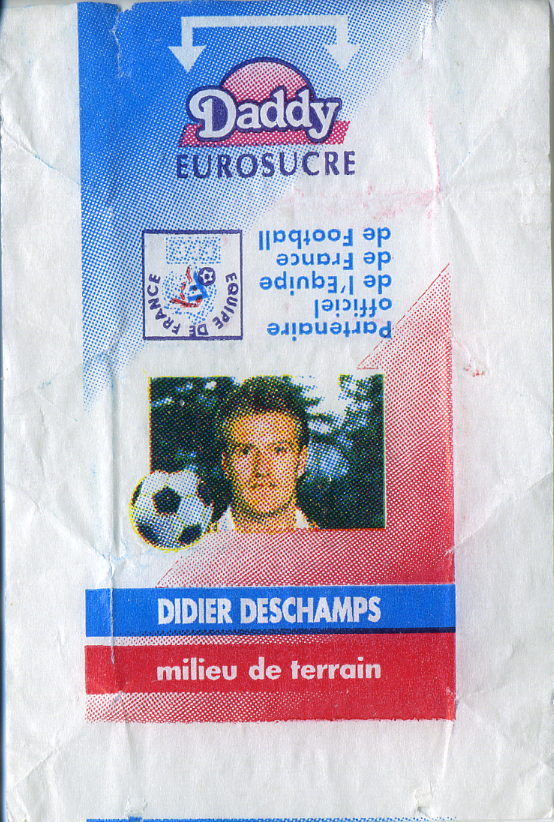 Daddy
EUROSUCRE
Partenaire
officiel
de l'Equipe
de France
de Football
EQUIPE DE FRANCE
DIDIER DESCHAMPS
milieu de terrain